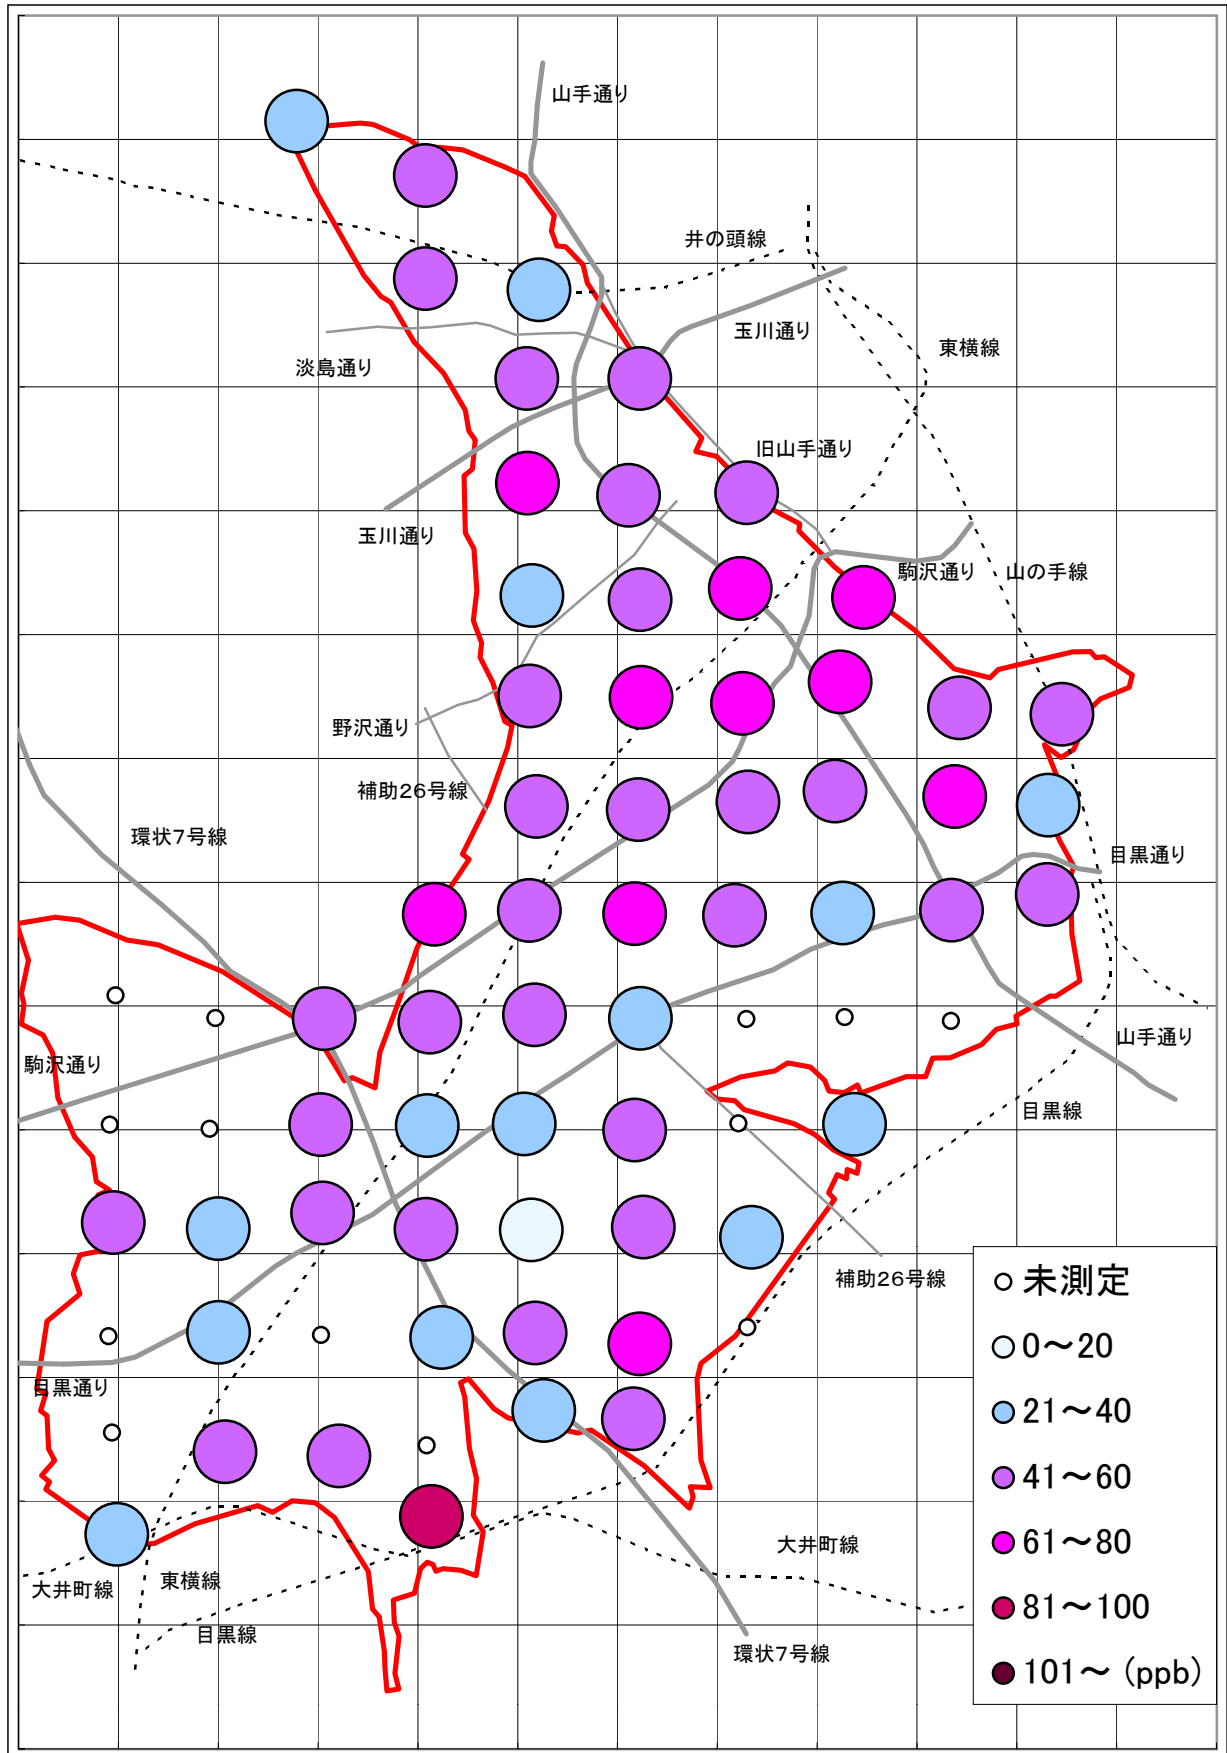 山手通り
井の頭線
玉川通り
東横線
淡島通り
旧山手通り
玉川通り
駒沢通り
山の手線
野沢通り
補助26号線
環状7号線
目黒通り
山手通り
駒沢通り
目黒線
補助26号線
未測定
0～20
目黒通り
21～40
41～60
大井町線
61～80
東横線
大井町線
81～100
目黒線
環状7号線
101～ (ppb)